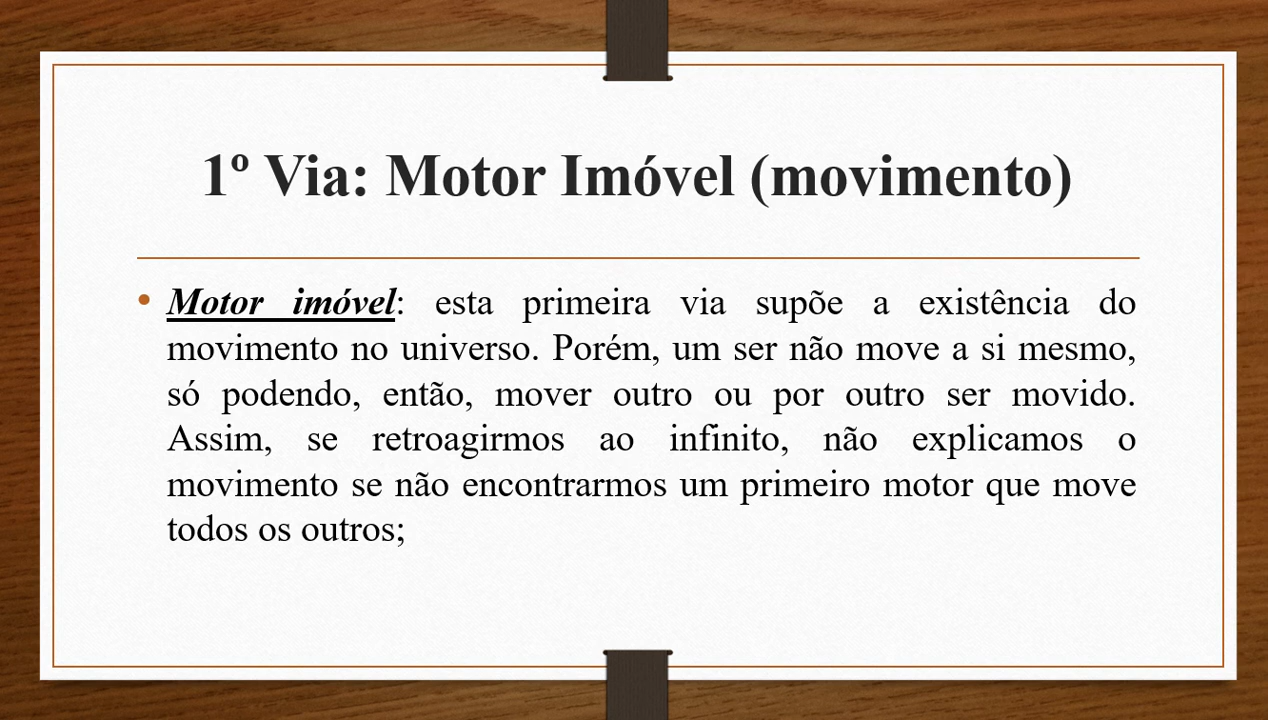 1º Via: Motor Imóvel (movimento)
• Motor imóvel: esta primeira via supõe a existência do
movimento no universo. Porém, um ser não move a si mesmo,
só podendo, então, mover outro ou por outro ser movido.
Assim, se retroagirmos ao infinito, não explicamos o
movimento se não encontrarmos um primeiro motor que move
todos os outros;